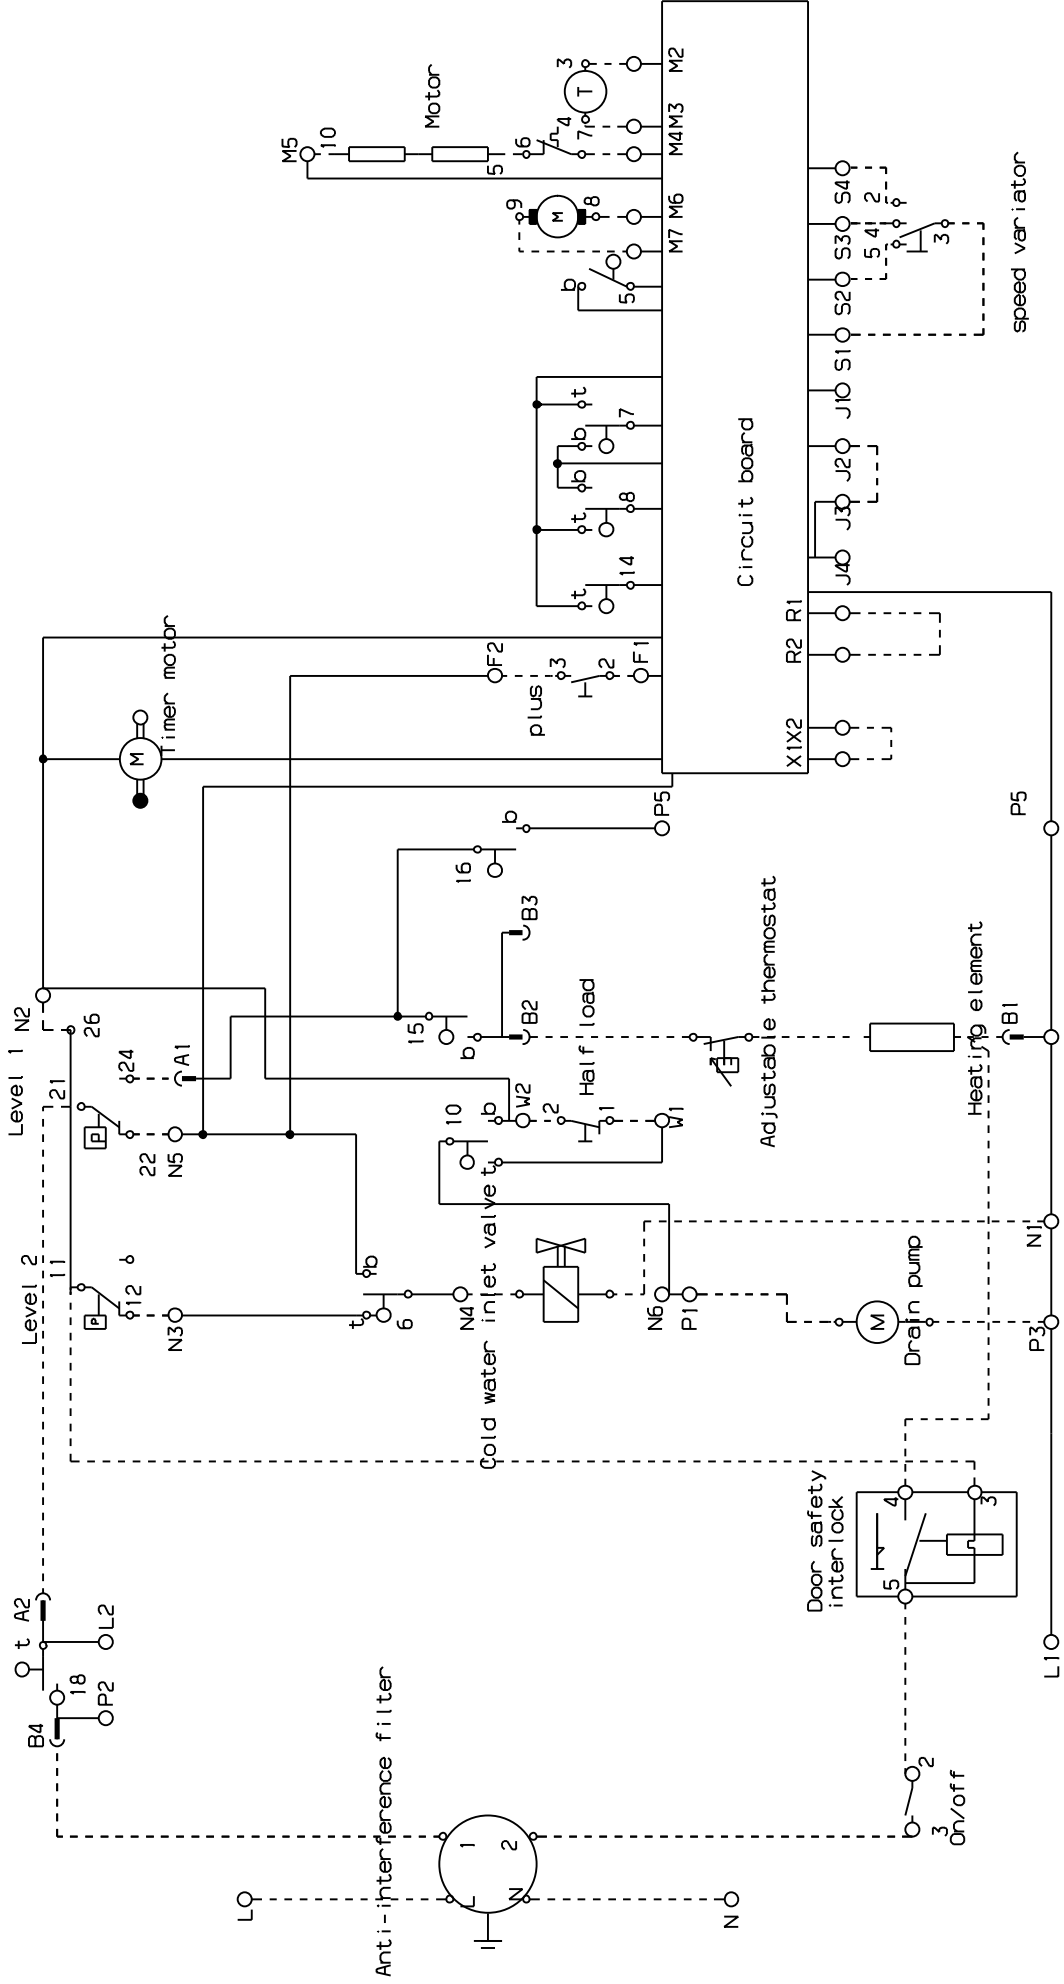 M5
10
Motor
3
T
M2
4
7
M3
M4
6
5
9
M
8
M6
M7
b
5
S4
2
S3
4
5
3
S2
S1
speed variator
t
7
b
b
8
t
14
t
J1
J2
J3
J4
Circuit board
R1
R2
X1X2
Timer motor
M
F2
3
2
F1
plus
b
P5
16
P5
B3
N2
26
Level 1
21
24
A1
15
b
B2
Half load
Adjustable thermostat
Heating element
B1
P
22
N5
10
b
W2
2
1
W1
t
Level 2
11
12
P
N3
b
t
6
N4
Cold water inlet valve
N6
P1
N1
M
Drain pump
P3
Door safety
interlock
4
3
5
A2
t
L2
18
P2
B4
L1
2
3
On/off
Anti-interference filter
1
2
L
N
L
N